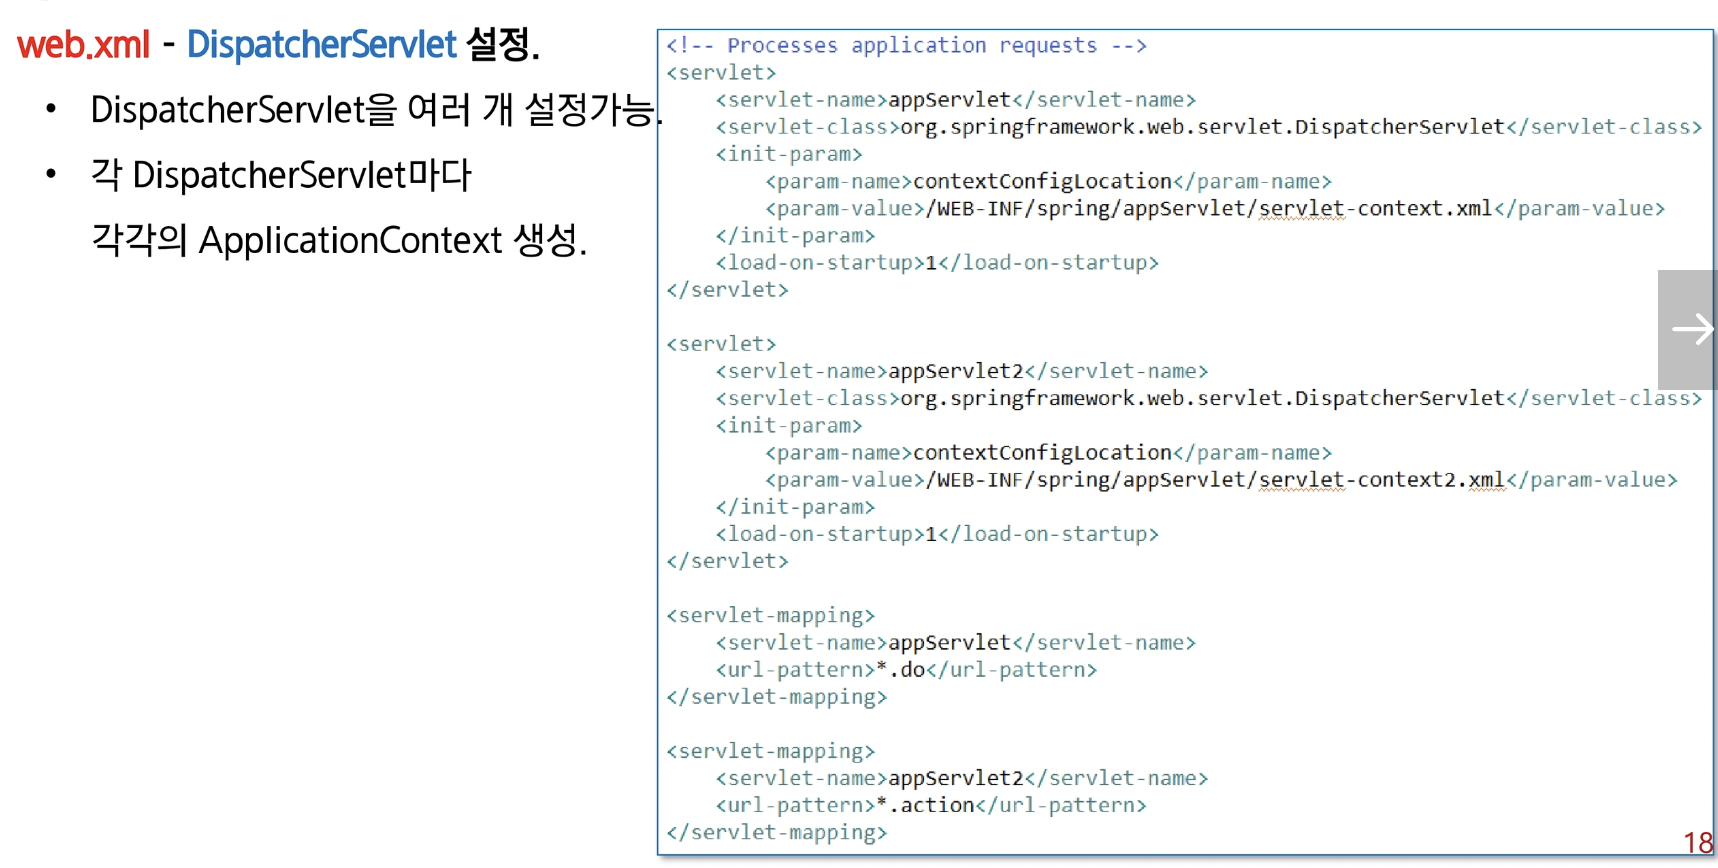 web.xml - DispatcherServlet 설정.
• DispatcherServlet을 여러 개 설정가능.
• 각 DispatcherServlet마다
각각의 ApplicationContext 생성.
<!-- Processes application requests -->
<servlet>
    <servlet-name>appServlet</servlet-name>
    <servlet-class>org.springframework.web.servlet.DispatcherServlet</servlet-class>
    <init-param>
        <param-name>contextConfigLocation</param-name>
        <param-value>/WEB-INF/spring/appServlet/servlet-context.xml</param-value>
    </init-param>
    <load-on-startup>1</load-on-startup>
</servlet>
<servlet>
    <servlet-name>appServlet2</servlet-name>
    <servlet-class>org.springframework.web.servlet.DispatcherServlet</servlet-class>
    <init-param>
        <param-name>contextConfigLocation</param-name>
        <param-value>/WEB-INF/spring/appServlet/servlet-context2.xml</param-value>
    </init-param>
    <load-on-startup>1</load-on-startup>
</servlet>
<servlet-mapping>
    <servlet-name>appServlet</servlet-name>
    <url-pattern>*.do</url-pattern>
</servlet-mapping>
<servlet-mapping>
    <servlet-name>appServlet2</servlet-name>
    <url-pattern>*.action</url-pattern>
</servlet-mapping>
18